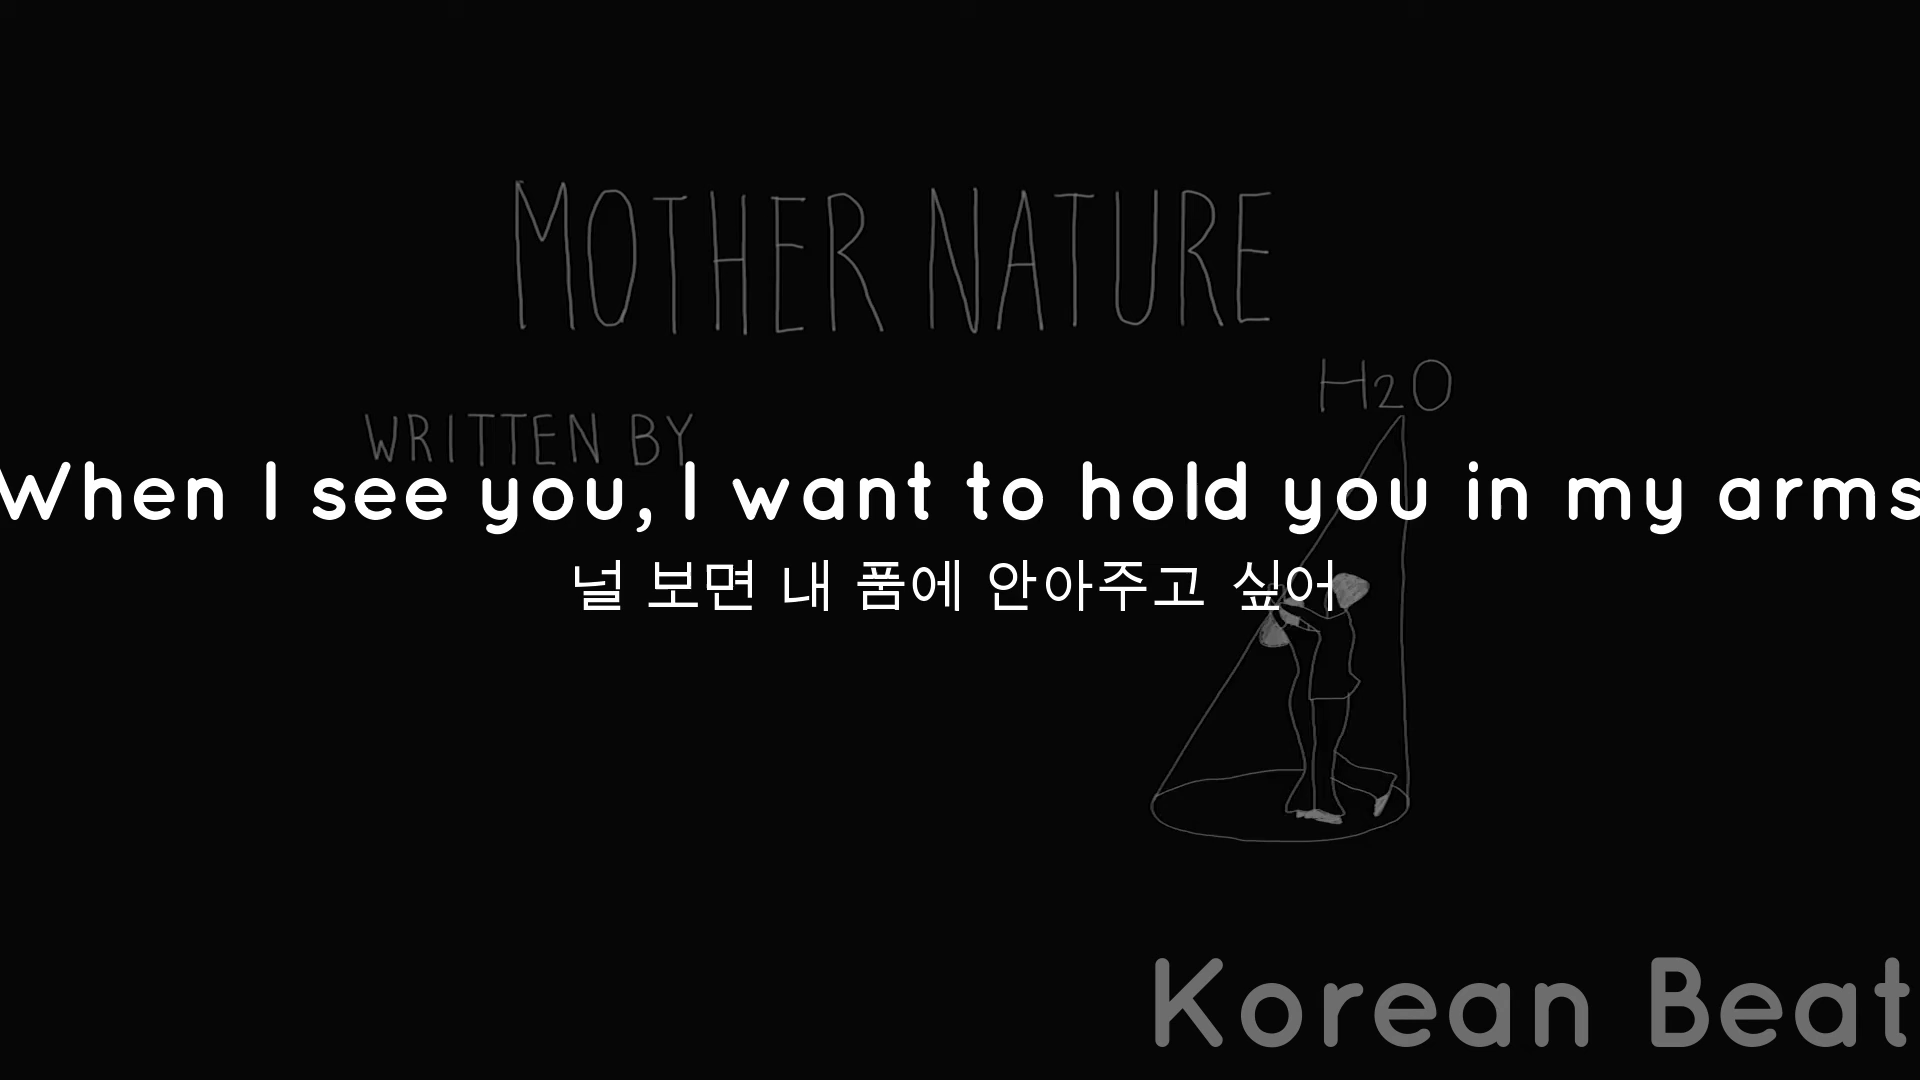 MOTHER NATURE
H2O
WRITTEN BY
When I see you, I want to hold you in my arms
널 보면 내 품에 안아주고 싶어
Korean Beat